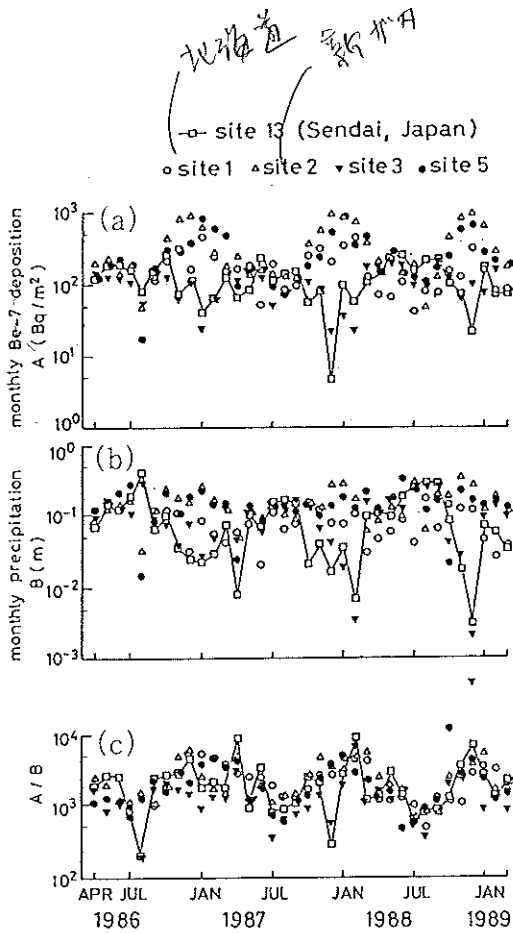 北海道 新ガタ
site 13 (Sendai, Japan)
site 1 site 2 site 3 site 5
(a)
monthly Be-7-deposition
A (Bq/m²)
10³
10²
10¹
10⁰
(b)
monthly precipitation
B (m)
10⁰
10⁻¹
10⁻²
10⁻³
(c)
A / B
10⁴
10³
10²
APR JUL JAN JUL JAN JUL JAN
1986 1987 1988 1989